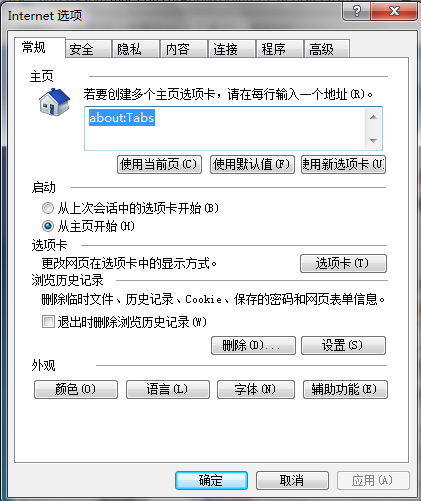 Internet 选项
常规 安全 隐私 内容 连接 程序 高级
主页
若要创建多个主页选项卡，请在每行输入一个地址(R)。
about:Tabs
使用当前页(C) 使用默认值(F) 使用新选项卡(U
启动
从上次会话中的选项卡开始(B)
从主页开始(H)
选项卡
更改网页在选项卡中的显示方式。 选项卡(T)
浏览历史记录
删除临时文件、历史记录、Cookie、保存的密码和网页表单信息。
退出时删除浏览历史记录(W)
删除(D)... 设置(S)
外观
颜色(O) 语言(L) 字体(N) 辅助功能(E)
确定 取消 应用(A)